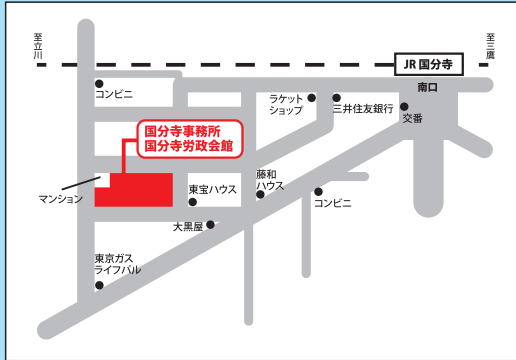 至立川
至三鷹
JR 国分寺
南口
コンビニ
ラケット
ショップ
三井住友銀行
交番
国分寺事務所
国分寺労政会館
マンション
東宝ハウス
藤和
ハウス
コンビニ
大黒屋
東京ガス
ライフバル